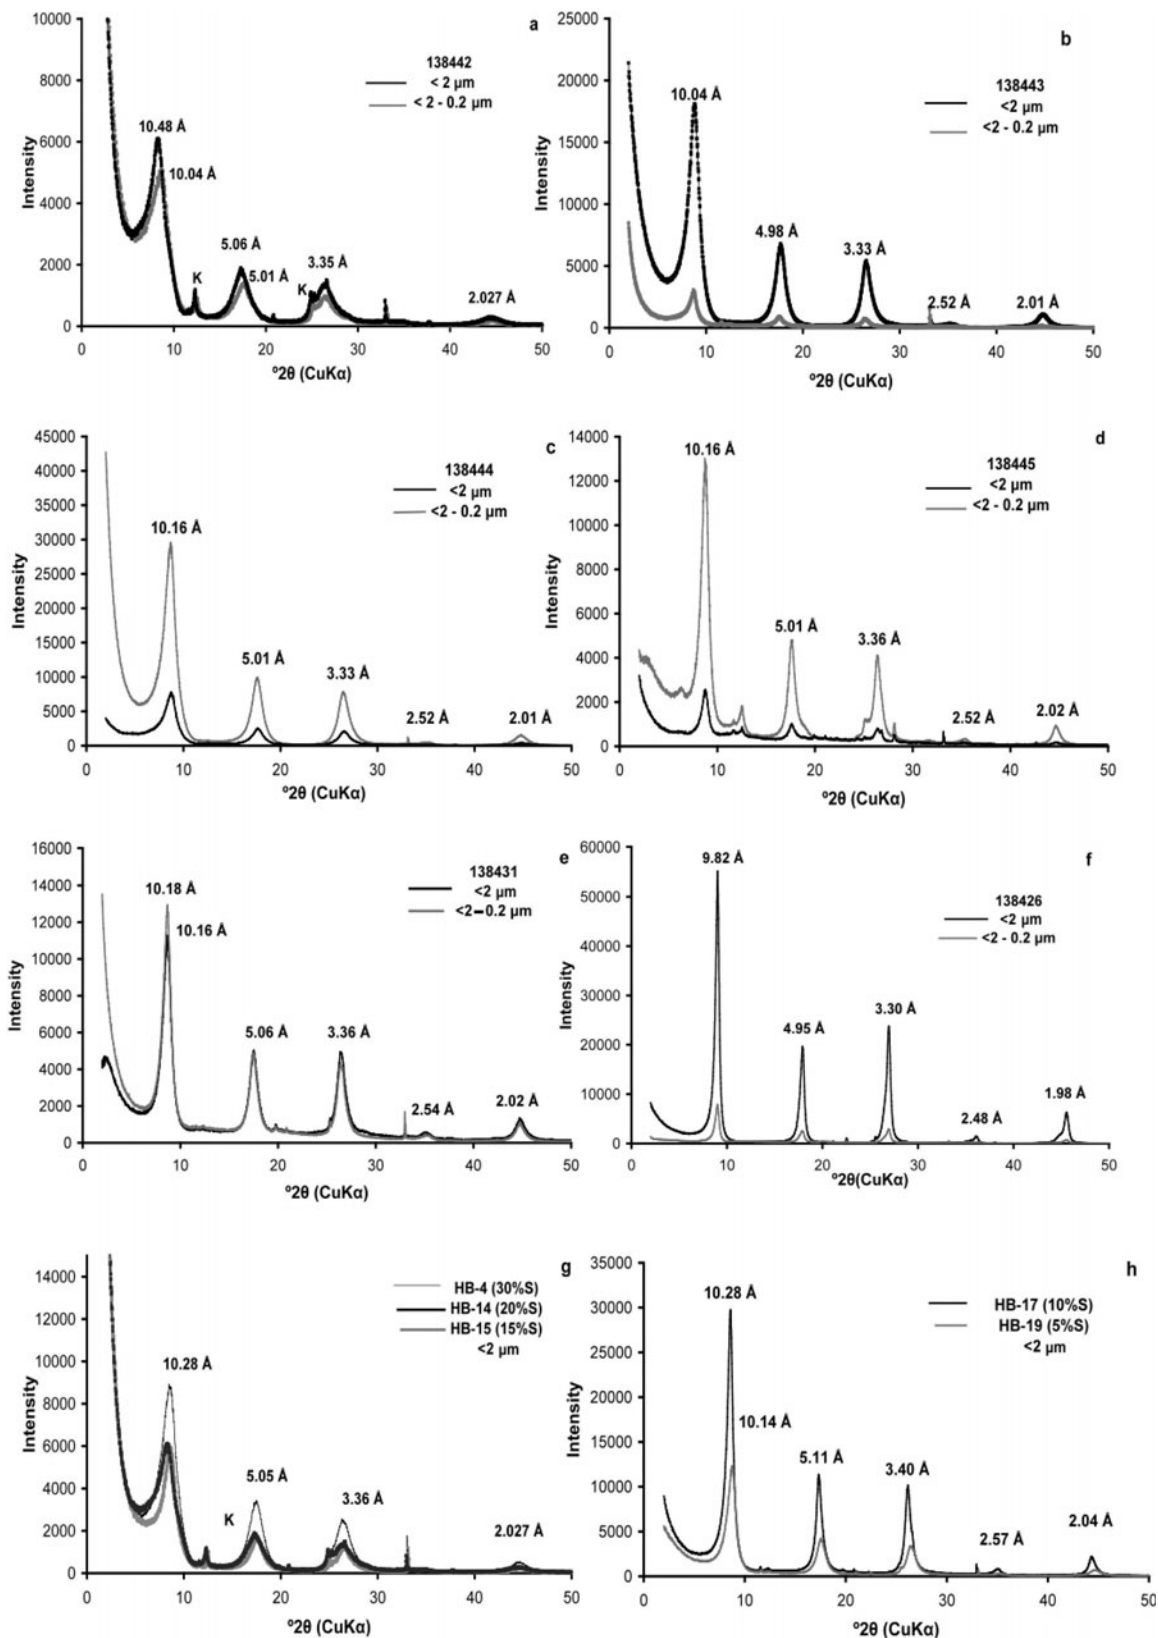 a
138442
< 2 µm
< 2 - 0.2 µm
10000
8000
6000
4000
2000
0
Intensity
10.48 Å
10.04 Å
K
5.06 Å
5.01 Å
K
3.35 Å
2.027 Å
0 10 20 30 40 50
º2θ (CuKα)
b
138443
<2 µm
<2 - 0.2 µm
25000
20000
15000
10000
5000
0
Intensity
10.04 Å
4.98 Å
3.33 Å
2.52 Å
2.01 Å
0 10 20 30 40 50
º2θ (CuKα)
c
138444
<2 µm
<2 - 0.2 µm
45000
40000
35000
30000
25000
20000
15000
10000
5000
0
Intensity
10.16 Å
5.01 Å
3.33 Å
2.52 Å
2.01 Å
0 10 20 30 40 50
º2θ (CuKα)
d
138445
<2 µm
<2 - 0.2 µm
14000
12000
10000
8000
6000
4000
2000
0
Intensity
10.16 Å
5.01 Å
3.36 Å
2.52 Å
2.02 Å
0 10 20 30 40 50
º2θ (CuKα)
e
138431
<2 µm
<2–0.2 µm
16000
14000
12000
10000
8000
6000
4000
2000
0
Intensity
10.18 Å
10.16 Å
5.06 Å
3.36 Å
2.54 Å
2.02 Å
0 10 20 30 40 50
º2θ (CuKα)
f
138426
<2 µm
<2 - 0.2 µm
60000
50000
40000
30000
20000
10000
0
Intensity
9.82 Å
4.95 Å
3.30 Å
2.48 Å
1.98 Å
0 10 20 30 40 50
º2θ(CuKα)
g
HB-4 (30%S)
HB-14 (20%S)
HB-15 (15%S)
<2 µm
14000
12000
10000
8000
6000
4000
2000
0
Intensity
10.28 Å
K
5.05 Å
3.36 Å
2.027 Å
0 10 20 30 40 50
º2θ (CuKα)
h
HB-17 (10%S)
HB-19 (5%S)
<2 µm
35000
30000
25000
20000
15000
10000
5000
0
Intensity
10.28 Å
10.14 Å
5.11 Å
3.40 Å
2.57 Å
2.04 Å
0 10 20 30 40 50
º2θ (CuKα)